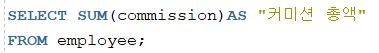 SELECT SUM(commission)AS "커미션 총액"
FROM employee;